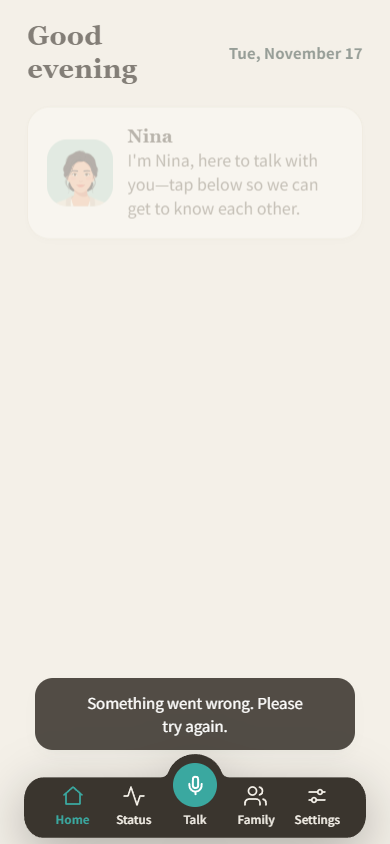 Good
evening
Tue, November 17
Nina
I'm Nina, here to talk with
you—tap below so we can
get to know each other.
Something went wrong. Please
try again.
Home
Status
Talk
Family
Settings